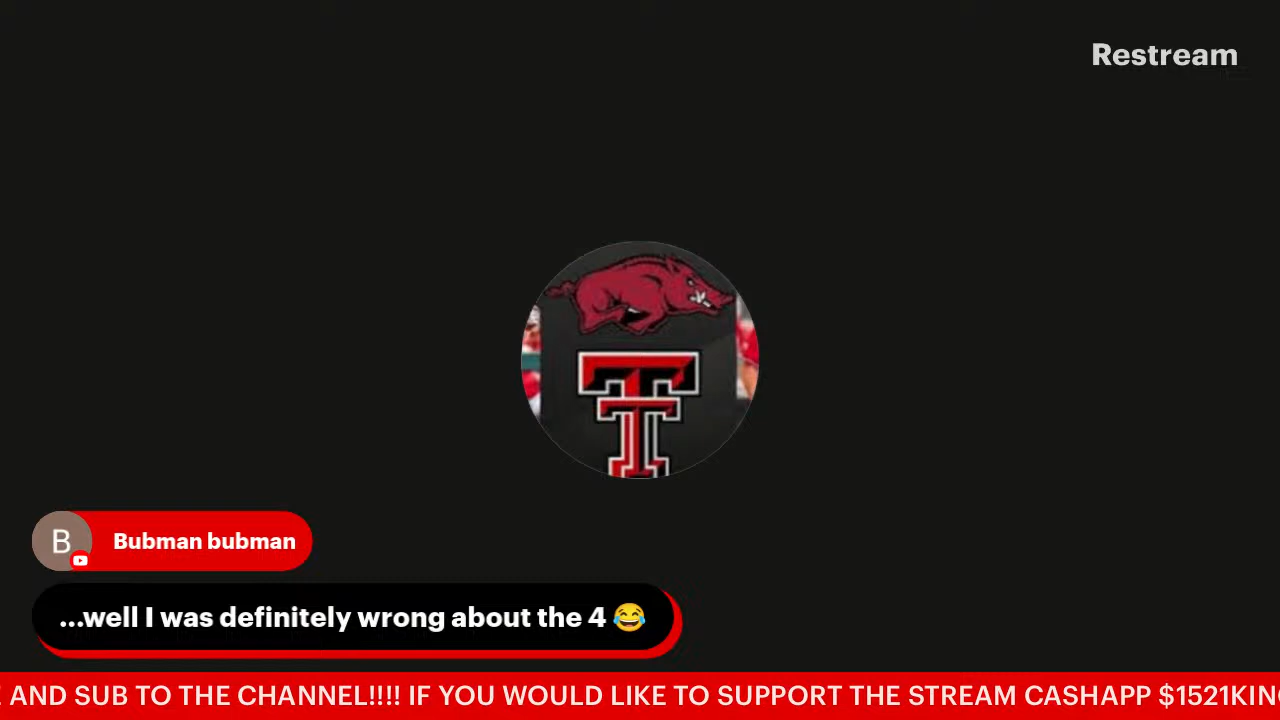 Restream
B
Bubman bubman
...well I was definitely wrong about the 4 😂
AND SUB TO THE CHANNEL!!!! IF YOU WOULD LIKE TO SUPPORT THE STREAM CASHAPP